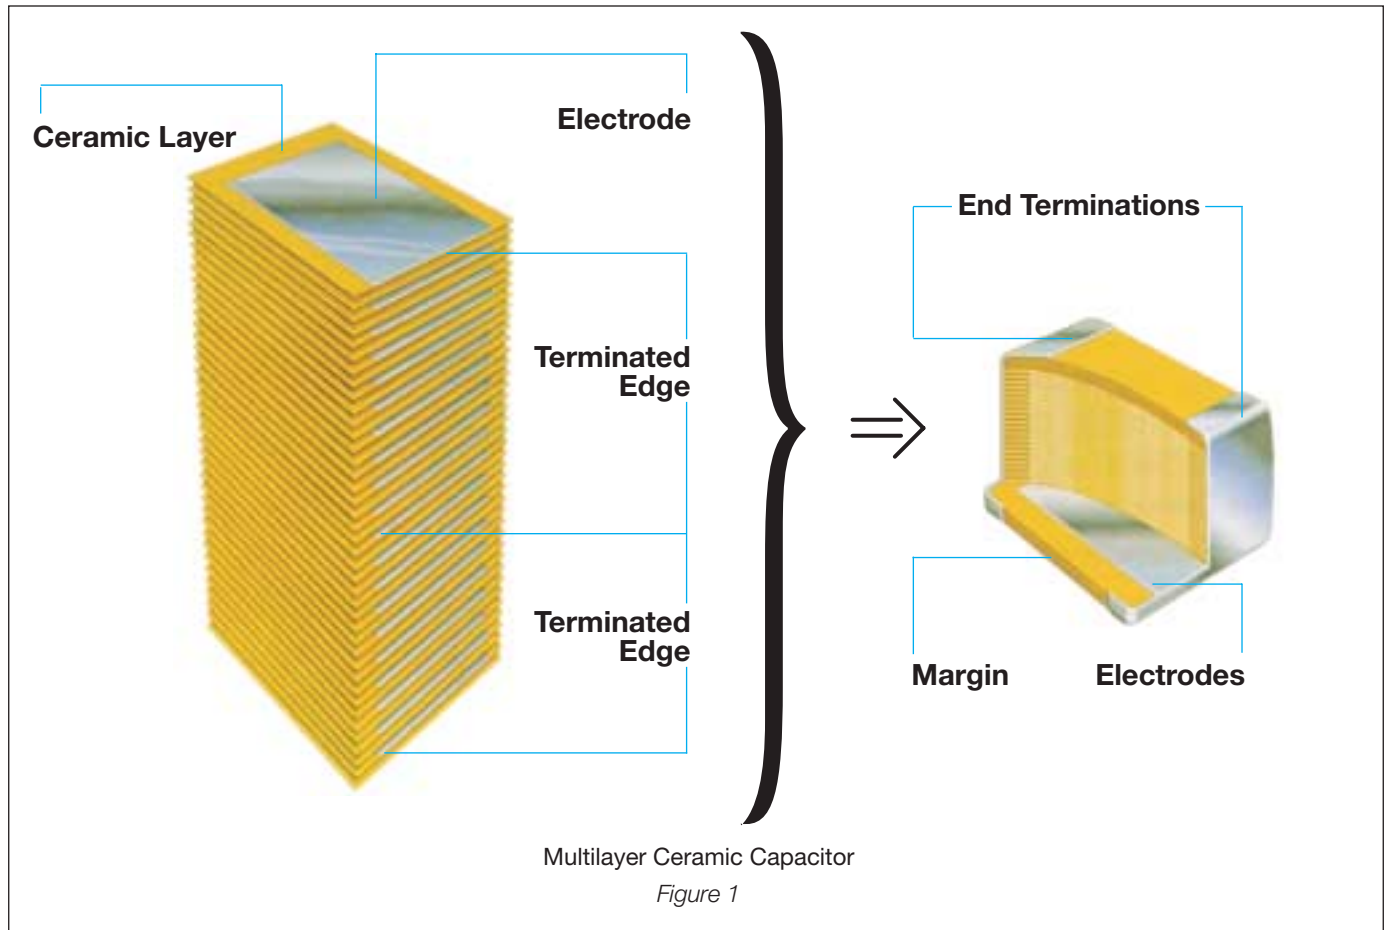 Ceramic Layer
Electrode
Terminated
Edge
Terminated
Edge
End Terminations
Margin
Electrodes
Multilayer Ceramic Capacitor
Figure 1